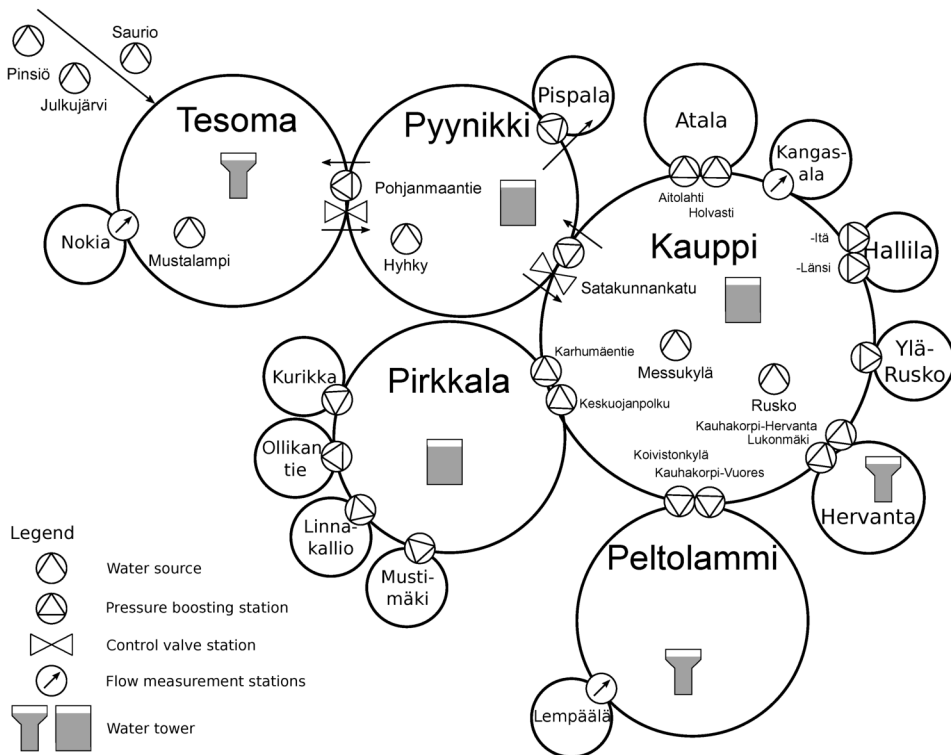 Saurio
Pinsiö
Julkujärvi
Tesoma
Pyynikki
Pispala
Atala
Kangas-
ala
Pohjanmaantie
Aitolahti
Holvasti
Nokia
Mustalampi
Hyhky
Kauppi
-Itä
-Länsi
Hallila
Satakunnankatu
Messukylä
Rusko
Ylä-
Rusko
Karhumäentie
Keskuojanpolku
Kurikka
Pirkkala
Ollikan
tie
Linna-
kallio
Musti-
mäki
Kauhakorpi-Hervanta
Lukonmäki
Koivistonkylä
Kauhakorpi-Vuores
Hervanta
Peltolammi
Lempäälä
Legend
Water source
Pressure boosting station
Control valve station
Flow measurement stations
Water tower